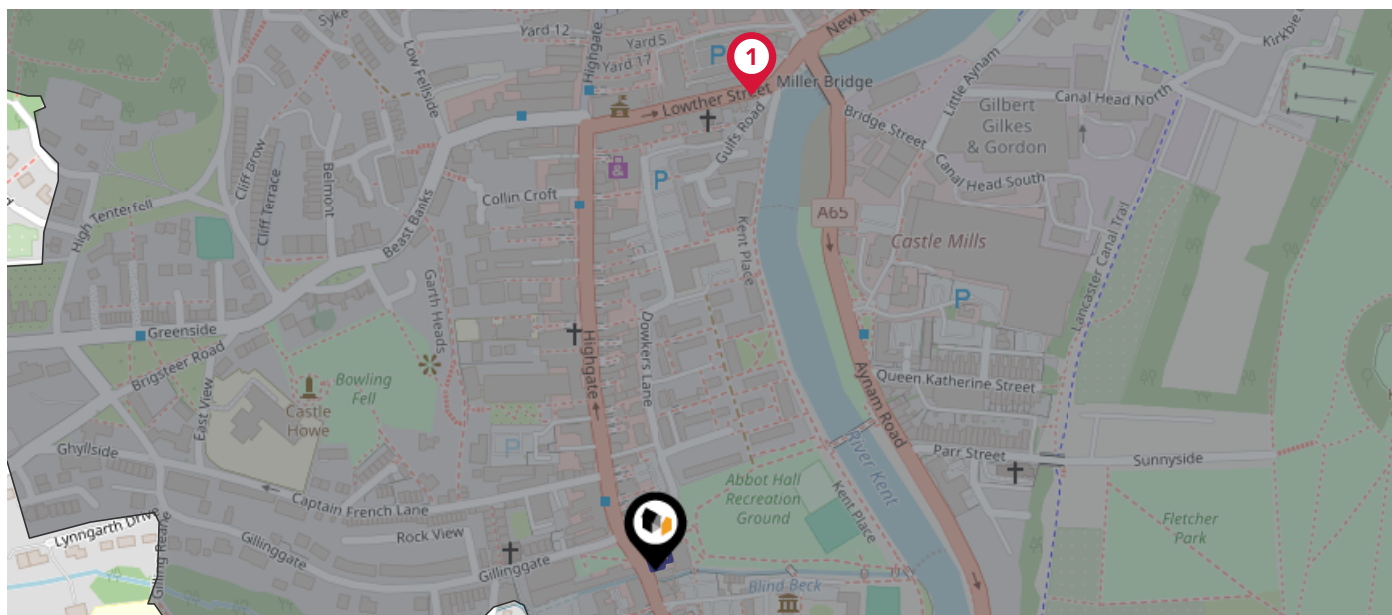 Syke
Yard 12
Highgate
Yard 5
Yard 17
P
1
New Ro
Low Fellside
Miller Bridge
Lowther Street
Kirkbie
Little Aynam
Canal Head North
Gilbert
Gilkes
& Gordon
Bridge Street
Gulfs Road
Cliff Brow
Cliff Terrace
Belmont
Collin Croft
P
Canal Head South
High Tenterfell
Beast Banks
A65
Castle Mills
Kent Place
Lancaster Canal Trail
Garth Heads
P
Greenside
Brigsteer Road
Highgate
Dowkers Lane
Bowling
Fell
Castle
Howe
East View
Queen Katherine Street
Aynam Road
Ghyllside
P
River Kent
Parr Street
Sunnyside
Captain French Lane
Abbot Hall
Recreation
Ground
Kent Place
Fletcher
Park
Lynngarth Drive
Rock View
Gillinggate
Gillinggate
Blind Beck